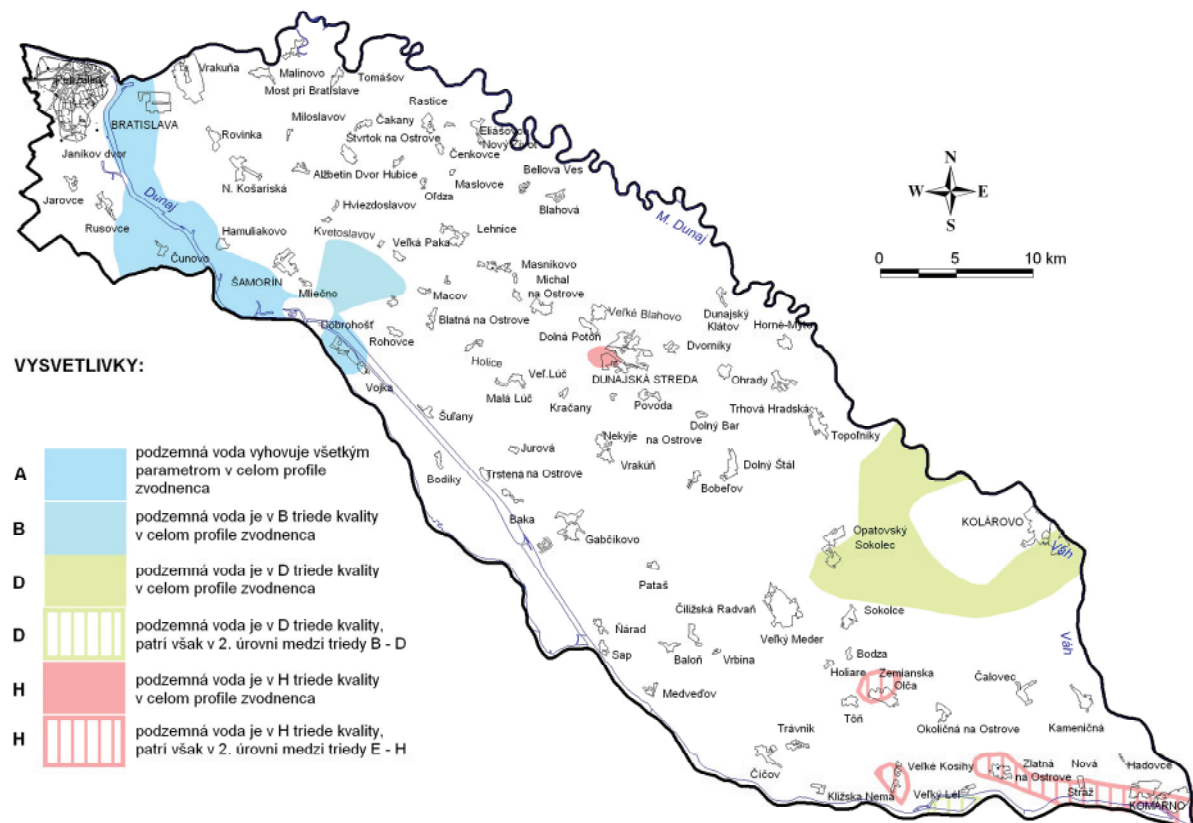 Vrakuňa
Malinovo
Most pri Bratislave
Tomášov
BRATISLAVA
Rovinka
Miloslavov
Čakany
Rastice
Štvrtok na Ostrove
Eliašovce
Nový Život
Čenkovce
Janíkov dvor
N. Košariská
Alžbetin Dvor
Hubice
Maslovce
Bellova Ves
Oľdza
Blahová
Jarovce
Dunaj
Rusovce
Hviezdoslavov
M. Dunaj
Hamuliakovo
Kvetoslavov
Veľká Paka
Lehnice
Čunovo
ŠAMORÍN
Mliečno
Macov
Masníkovo
Michal
na Ostrove
Dobrohošť
Rohovce
Blatná na Ostrove
Veľké Blahovo
Dunajský
Klátov
Horné-Mýto
Dolná Potôň
Dvorniky
Vojka
Holice
Veľ.Lúč
DUNAJSKÁ STREDA
Ohrady
Malá Lúč
Kračany
Povoda
Trhová Hradská
Šuľany
Dolný Bar
Topoľníky
N
W
E
S
0
5
10 km
Jurová
Nekyje
na Ostrove
Vrakúň
Dolný Štál
Bodíky
Trstená na Ostrove
Bobeľov
Baka
Gabčíkovo
Opatovský
Sokolec
KOLÁROVO
Váh
Pataš
Čiližská Radvaň
Veľký Meder
Sokolce
Ňárad
Sap
Baloň
Vrbina
Bodza
Váh
Holiare
Zemianska
Olča
Čalovec
Medveďov
Tôň
Okoličná na Ostrove
Kameničná
Trávnik
Čičov
Veľké Kosihy
Zlatná
na Ostrove
Nová
Stráž
Hadovce
Klížska Nemá
Veľký Lél
KOMÁRNO
VYSVETLIVKY:
A podzemná voda vyhovuje všetkým
parametrom v celom profile
zvodnenca
B podzemná voda je v B triede kvality
v celom profile zvodnenca
D podzemná voda je v D triede kvality
v celom profile zvodnenca
D podzemná voda je v D triede kvality,
patrí však v 2. úrovni medzi triedy B - D
H podzemná voda je v H triede kvality
v celom profile zvodnenca
H podzemná voda je v H triede kvality,
patrí však v 2. úrovni medzi triedy E - H